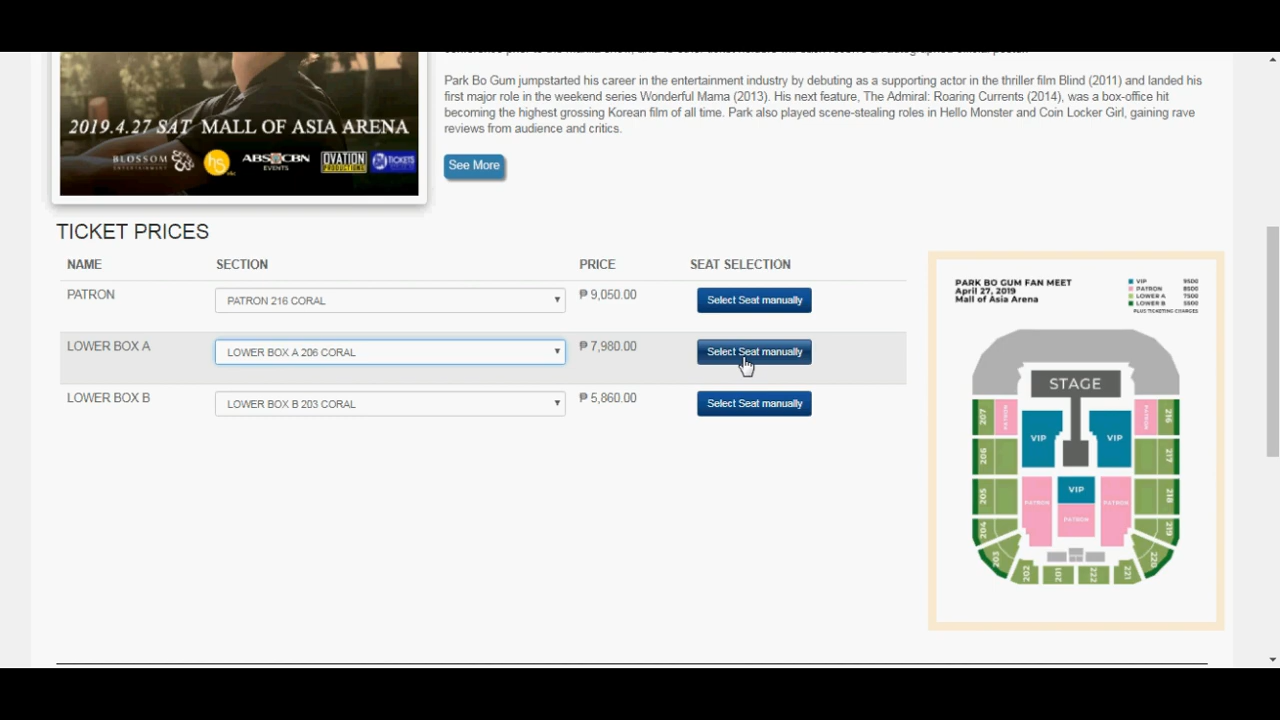 Park Bo Gum jumpstarted his career in the entertainment industry by debuting as a supporting actor in the thriller film Blind (2011) and landed his
first major role in the weekend series Wonderful Mama (2013). His next feature, The Admiral: Roaring Currents (2014), was a box-office hit
becoming the highest grossing Korean film of all time. Park also played scene-stealing roles in Hello Monster and Coin Locker Girl, gaining rave
reviews from audience and critics.
2019.4.27 SAT MALL OF ASIA ARENA
BLOSSOM
ENTERTAINMENT
hs
ABS CBN
EVENTS
OVATION
PRODUCTIONS
TICKETS
See More
TICKET PRICES
NAME SECTION PRICE SEAT SELECTION
PATRON PATRON 216 CORAL ₱ 9,050.00 Select Seat manually
LOWER BOX A LOWER BOX A 206 CORAL ₱ 7,980.00 Select Seat manually
LOWER BOX B LOWER BOX B 203 CORAL ₱ 5,860.00 Select Seat manually
PARK BO GUM FAN MEET
April 27, 2019
Mall of Asia Arena
VIP 9500
PATRON 8500
LOWER A 7500
LOWER B 5500
PLUS TICKETING CHARGES
STAGE
207 PATRON PATRON 216
VIP VIP
206 217
205 VIP 218
PATRON PATRON PATRON
204 219
203 220
202 201 222 221